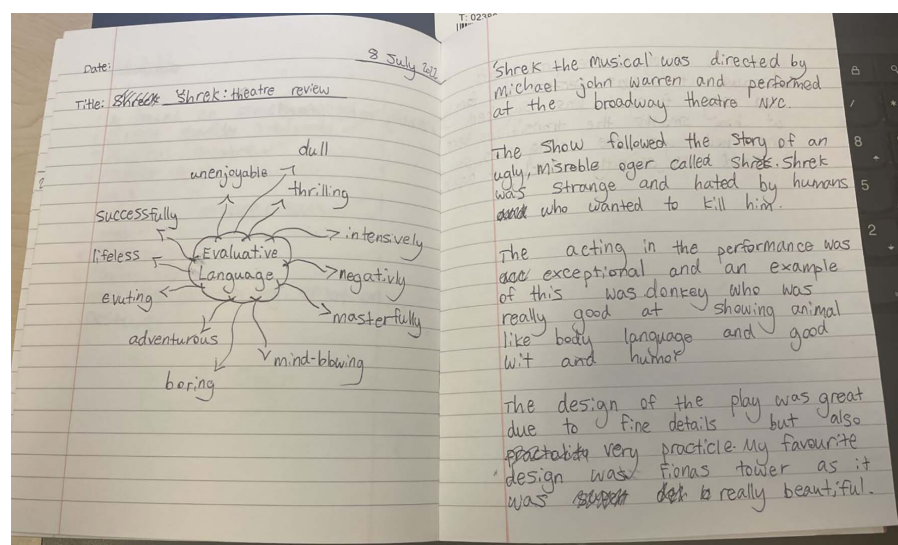 Date:
8 July 2022
Title: Shrek: theatre review
dull
unenjoyable
thrilling
successfully
intensively
lifeless
Evaluative
Language
negativly
exuting
masterfully
adventurous
mind-blowing
boring
T: 02380
'Shrek the musical' was directed by
michael john warren and performed
at the broadway theatre NYC.
The show followed the story of an
ugly, misreble oger called Shrek. Shrek
was strange and hated by humans
who wanted to kill him.
The acting in the performance was
exceptional and an example
of this was donkey who was
really good at showing animal
like body language and good
wit and humor
The design of the play was great
due to fine details but also
very practicle. My favourite
design was Fionas tower as it
was really beautiful.
8
5
2